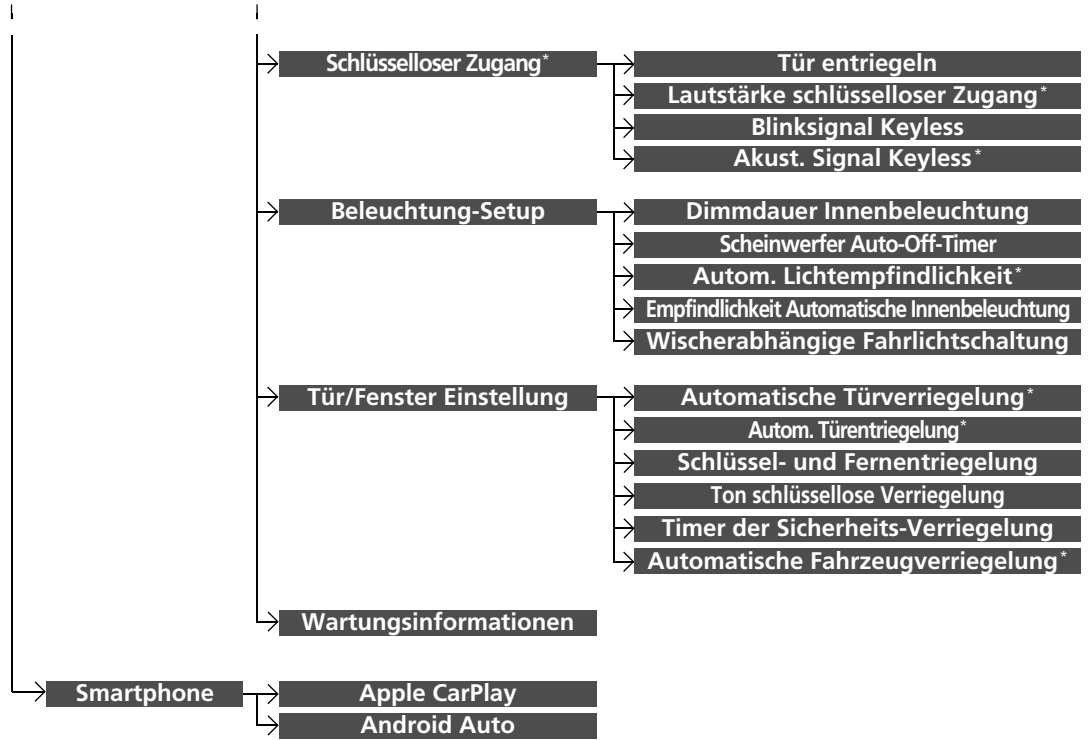 Schlüsselloser Zugang*
Tür entriegeln
Lautstärke schlüsselloser Zugang*
Blinksignal Keyless
Akust. Signal Keyless*
Beleuchtung-Setup
Dimmdauer Innenbeleuchtung
Scheinwerfer Auto-Off-Timer
Autom. Lichtempfindlichkeit*
Empfindlichkeit Automatische Innenbeleuchtung
Wischerabhängige Fahrlichtschaltung
Tür/Fenster Einstellung
Automatische Türverriegelung*
Autom. Türentriegelung*
Schlüssel- und Fernentriegelung
Ton schlüssellose Verriegelung
Timer der Sicherheits-Verriegelung
Automatische Fahrzeugverriegelung*
Wartungsinformationen
Smartphone
Apple CarPlay
Android Auto